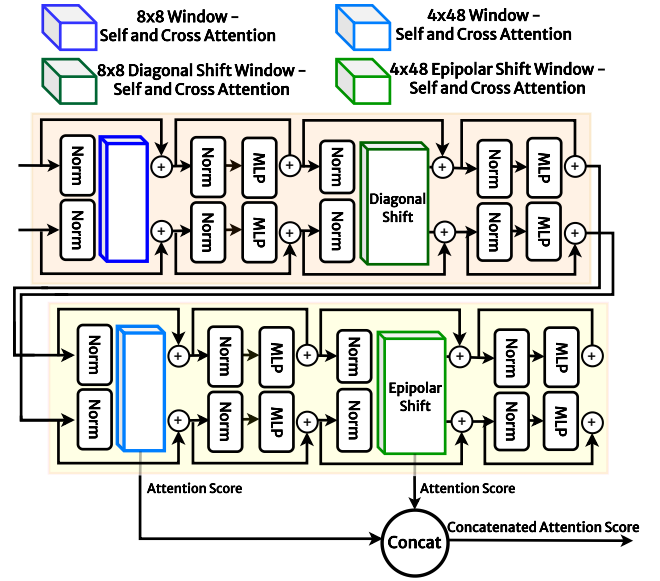 8x8 Window –
Self and Cross Attention
4x48 Window –
Self and Cross Attention
8x8 Diagonal Shift Window –
Self and Cross Attention
4x48 Epipolar Shift Window –
Self and Cross Attention
Norm
+
Norm
MLP
+
Norm
Diagonal
Shift
+
Norm
MLP
+
Norm
+
Norm
MLP
+
Norm
+
Norm
MLP
+
Norm
+
Norm
MLP
+
Norm
Epipolar
Shift
+
Norm
MLP
+
Norm
+
Norm
MLP
+
Norm
+
Norm
MLP
+
Attention Score
Attention Score
Concat
Concatenated Attention Score